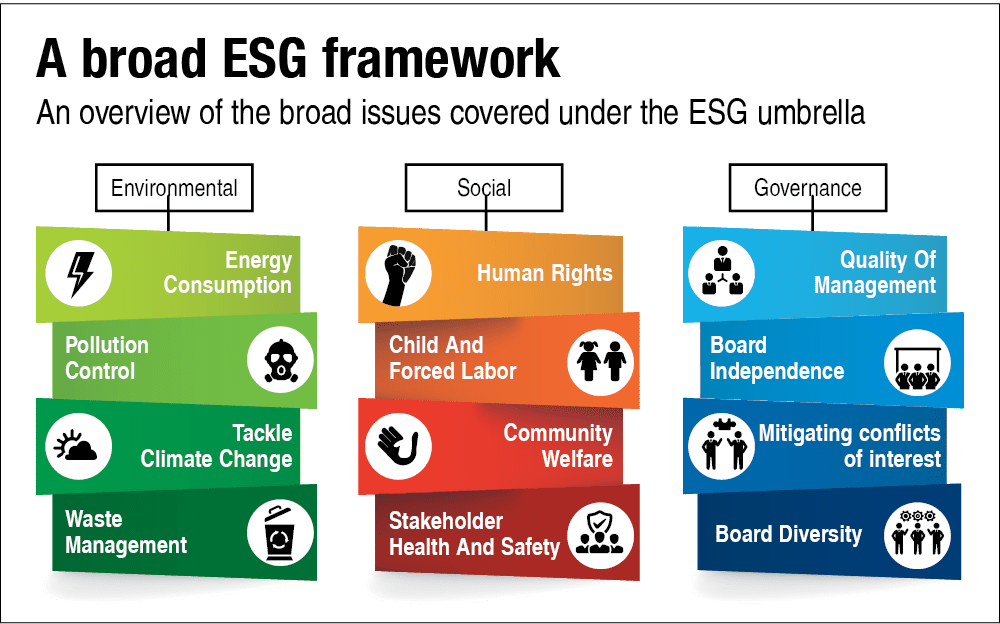 A broad ESG framework
An overview of the broad issues covered under the ESG umbrella
Environmental
Energy
Consumption
Pollution
Control
Tackle
Climate Change
Waste
Management
Social
Human Rights
Child And
Forced Labor
Community
Welfare
Stakeholder
Health And Safety
Governance
Quality Of
Management
Board
Independence
Mitigating conflicts
of interest
Board Diversity